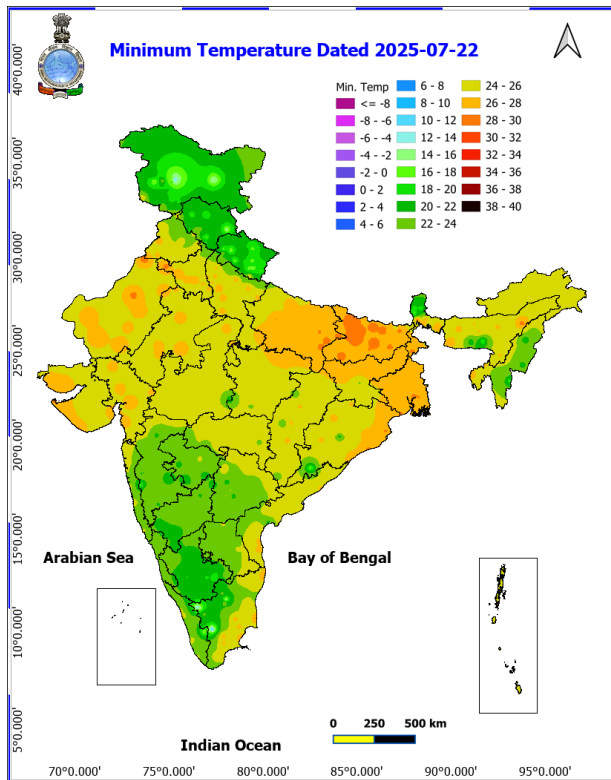 Minimum Temperature Dated 2025-07-22
Min. Temp
<= -8
-8 - -6
-6 - -4
-4 - -2
-2 - 0
0 - 2
2 - 4
4 - 6
6 - 8
8 - 10
10 - 12
12 - 14
14 - 16
16 - 18
18 - 20
20 - 22
22 - 24
24 - 26
26 - 28
28 - 30
30 - 32
32 - 34
34 - 36
36 - 38
38 - 40
40°0.000'
35°0.000'
30°0.000'
25°0.000'
20°0.000'
15°0.000'
10°0.000'
5°0.000'
Arabian Sea
Bay of Bengal
Indian Ocean
0 250 500 km
70°0.000' 75°0.000' 80°0.000' 85°0.000' 90°0.000' 95°0.000'